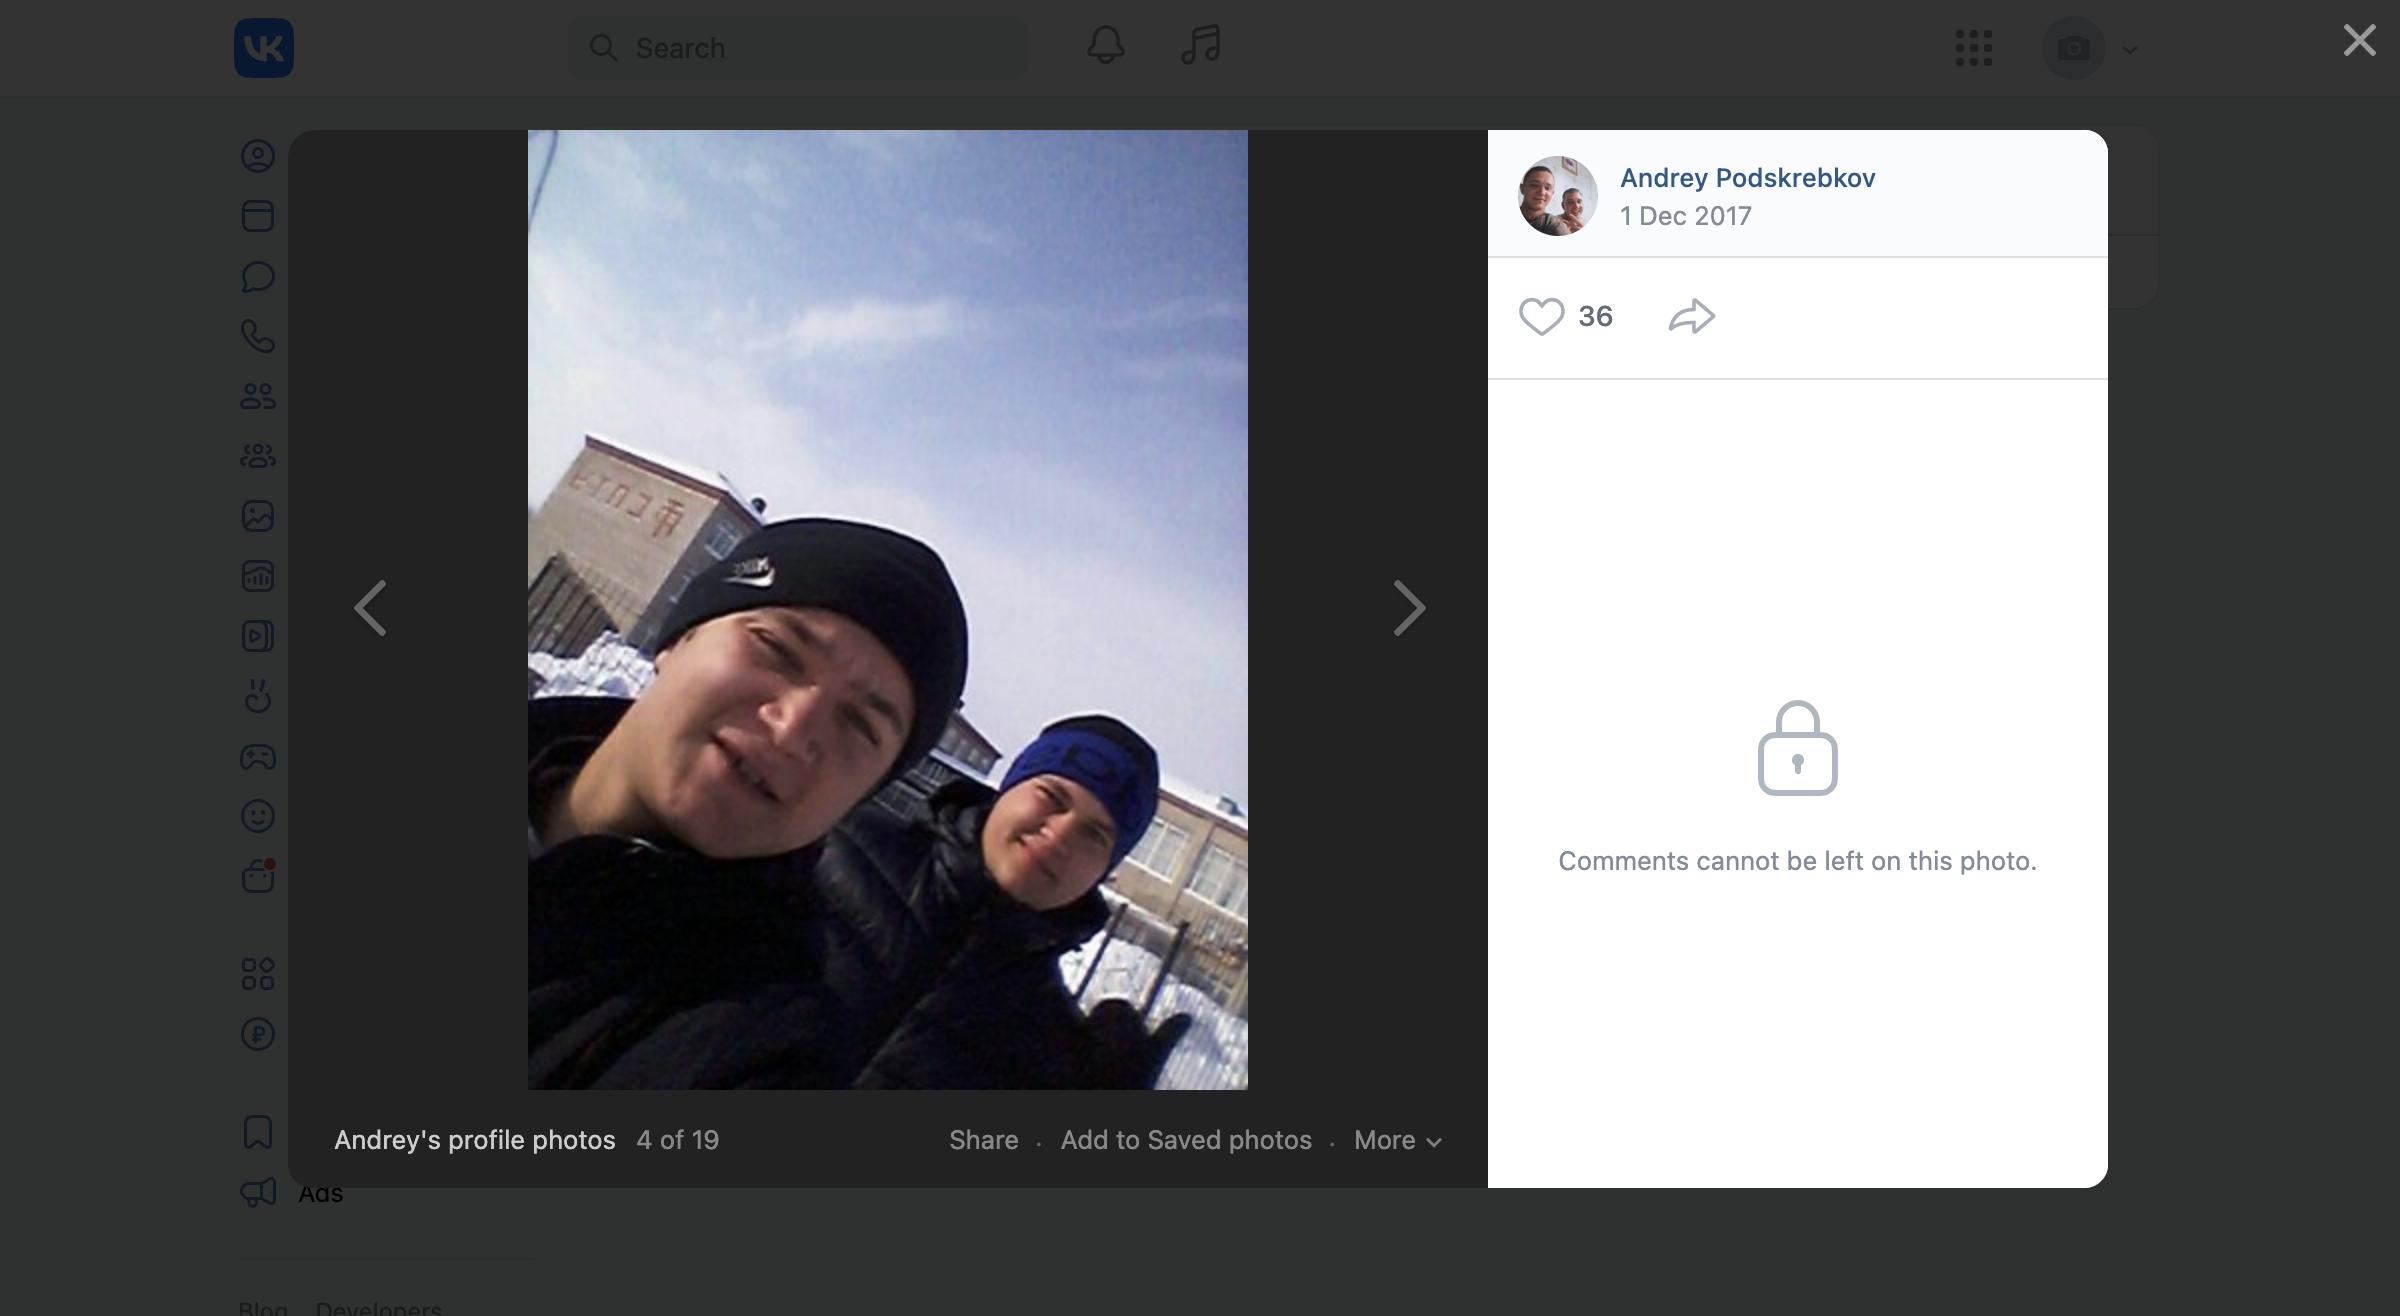 Search
Andrey Podskrebkov
1 Dec 2017
36
NIKE
Comments cannot be left on this photo.
Andrey's profile photos 4 of 19
Share · Add to Saved photos · More
Ads
Blog Developers